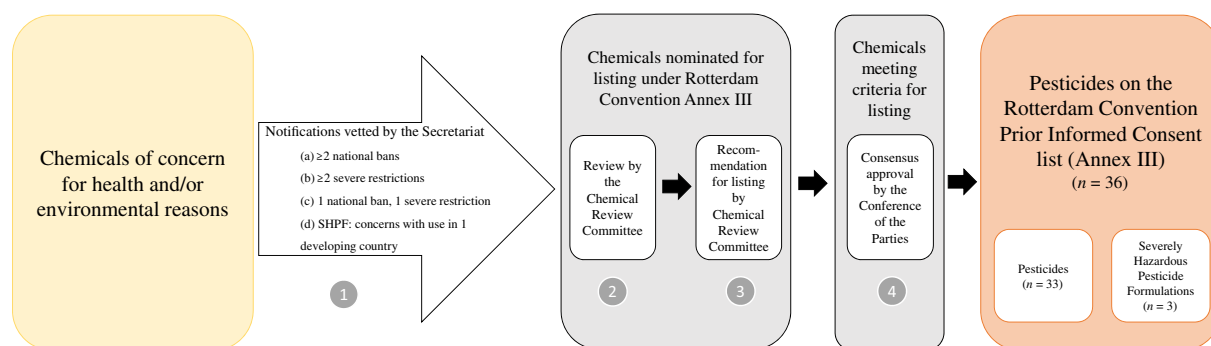 Chemicals of concern
for health and/or
environmental reasons
Notifications vetted by the Secretariat
(a) ≥2 national bans
(b) ≥2 severe restrictions
(c) 1 national ban, 1 severe restriction
(d) SHPF: concerns with use in 1
developing country
1
Chemicals nominated for
listing under Rotterdam
Convention Annex III
Review by
the
Chemical
Review
Committee
2
Recom-
mendation
for listing
by
Chemical
Review
Committee
3
Chemicals
meeting
criteria for
listing
Consensus
approval
by the
Conference
of the
Parties
4
Pesticides on the
Rotterdam Convention
Prior Informed Consent
list (Annex III)
(n = 36)
Pesticides
(n = 33)
Severely
Hazardous
Pesticide
Formulations
(n = 3)